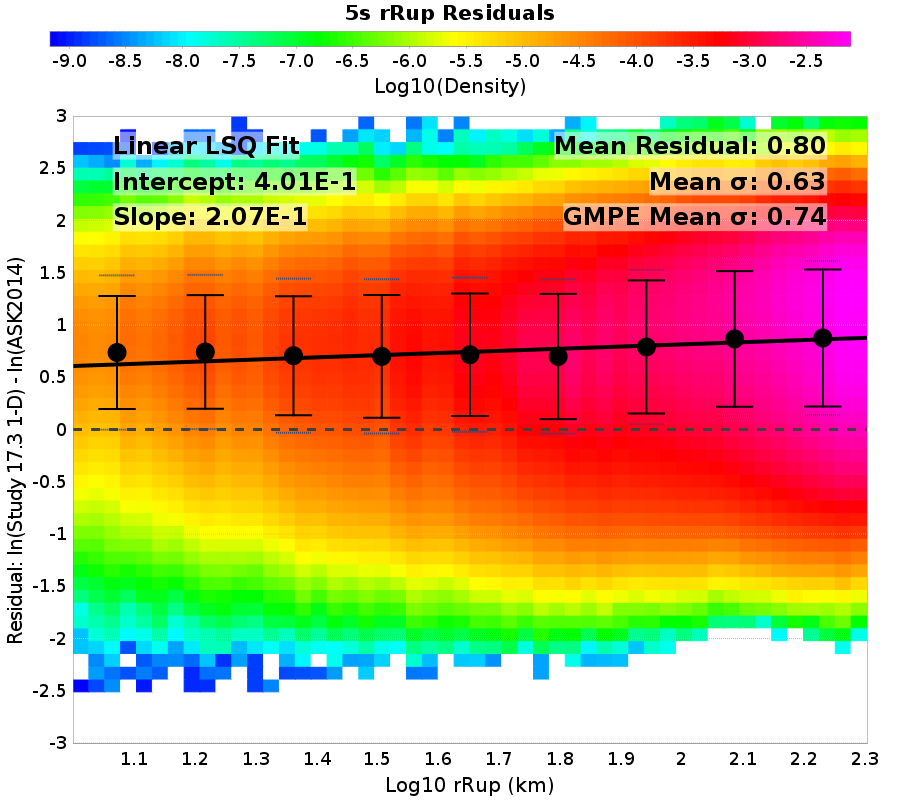 5s rRup Residuals
-9.0 -8.5 -8.0 -7.5 -7.0 -6.5 -6.0 -5.5 -5.0 -4.5 -4.0 -3.5 -3.0 -2.5
Log10(Density)
Linear LSQ Fit
Intercept: 4.01E-1
Slope: 2.07E-1
Mean Residual: 0.80
Mean σ: 0.63
GMPE Mean σ: 0.74
Residual: ln(Study 17.3 1-D) - ln(ASK2014)
3
2.5
2
1.5
1
0.5
0
-0.5
-1
-1.5
-2
-2.5
-3
1.1 1.2 1.3 1.4 1.5 1.6 1.7 1.8 1.9 2 2.1 2.2 2.3
Log10 rRup (km)